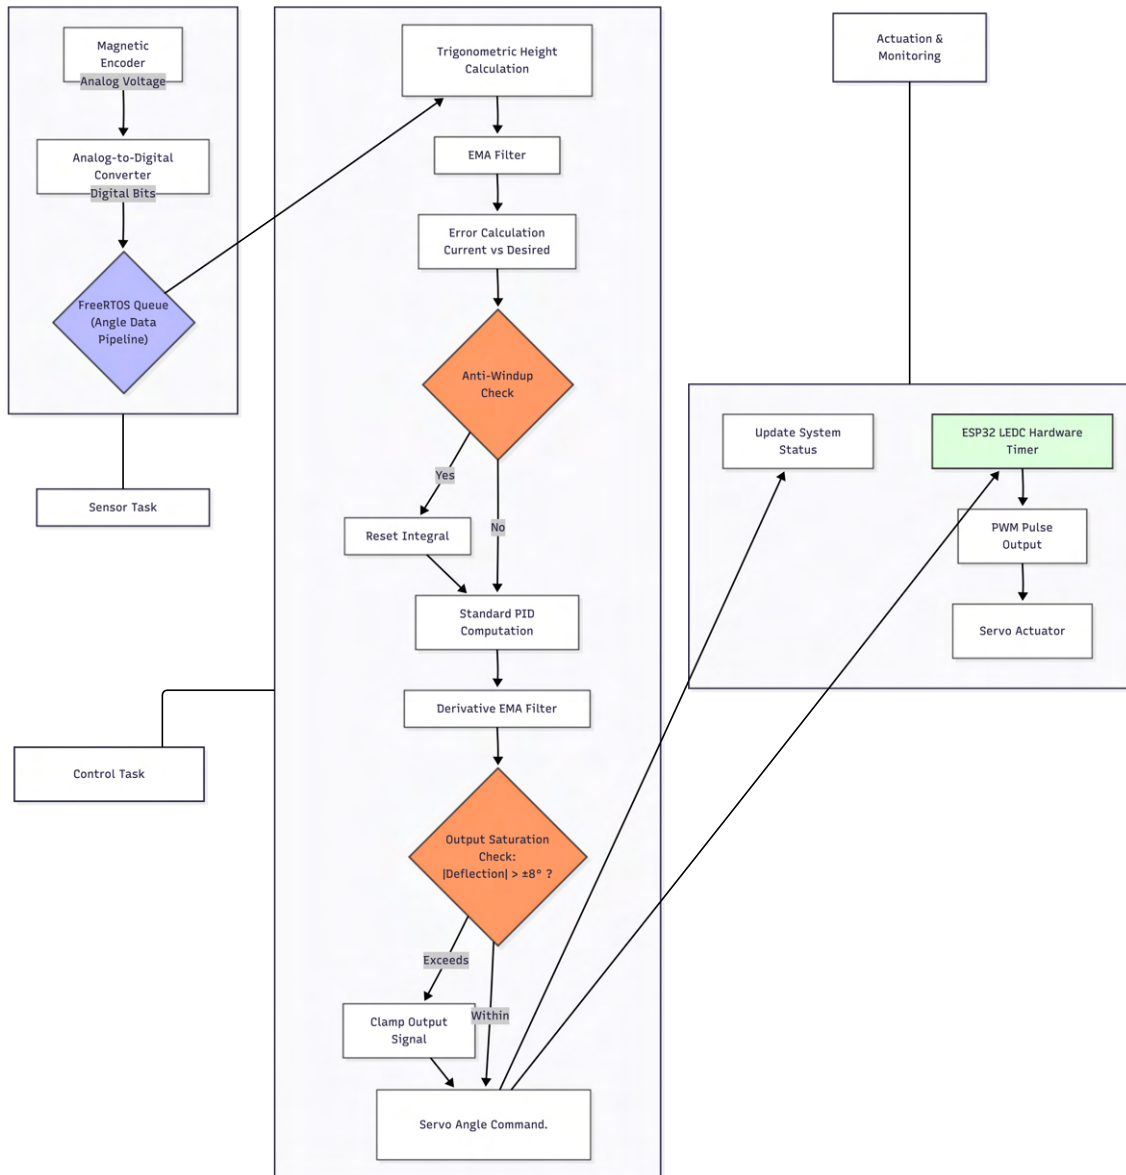 Magnetic
Encoder
Analog Voltage
Analog-to-Digital
Converter
Digital Bits
FreeRTOS Queue
(Angle Data
Pipeline)
Sensor Task
Control Task
Trigonometric Height
Calculation
EMA Filter
Error Calculation
Current vs Desired
Anti-Windup
Check
Yes
No
Reset Integral
Standard PID
Computation
Derivative EMA Filter
Output Saturation
Check:
|Deflection| > ±8° ?
Exceeds
Within
Clamp Output
Signal
Servo Angle Command.
Actuation &
Monitoring
Update System
Status
ESP32 LEDC Hardware
Timer
PWM Pulse
Output
Servo Actuator